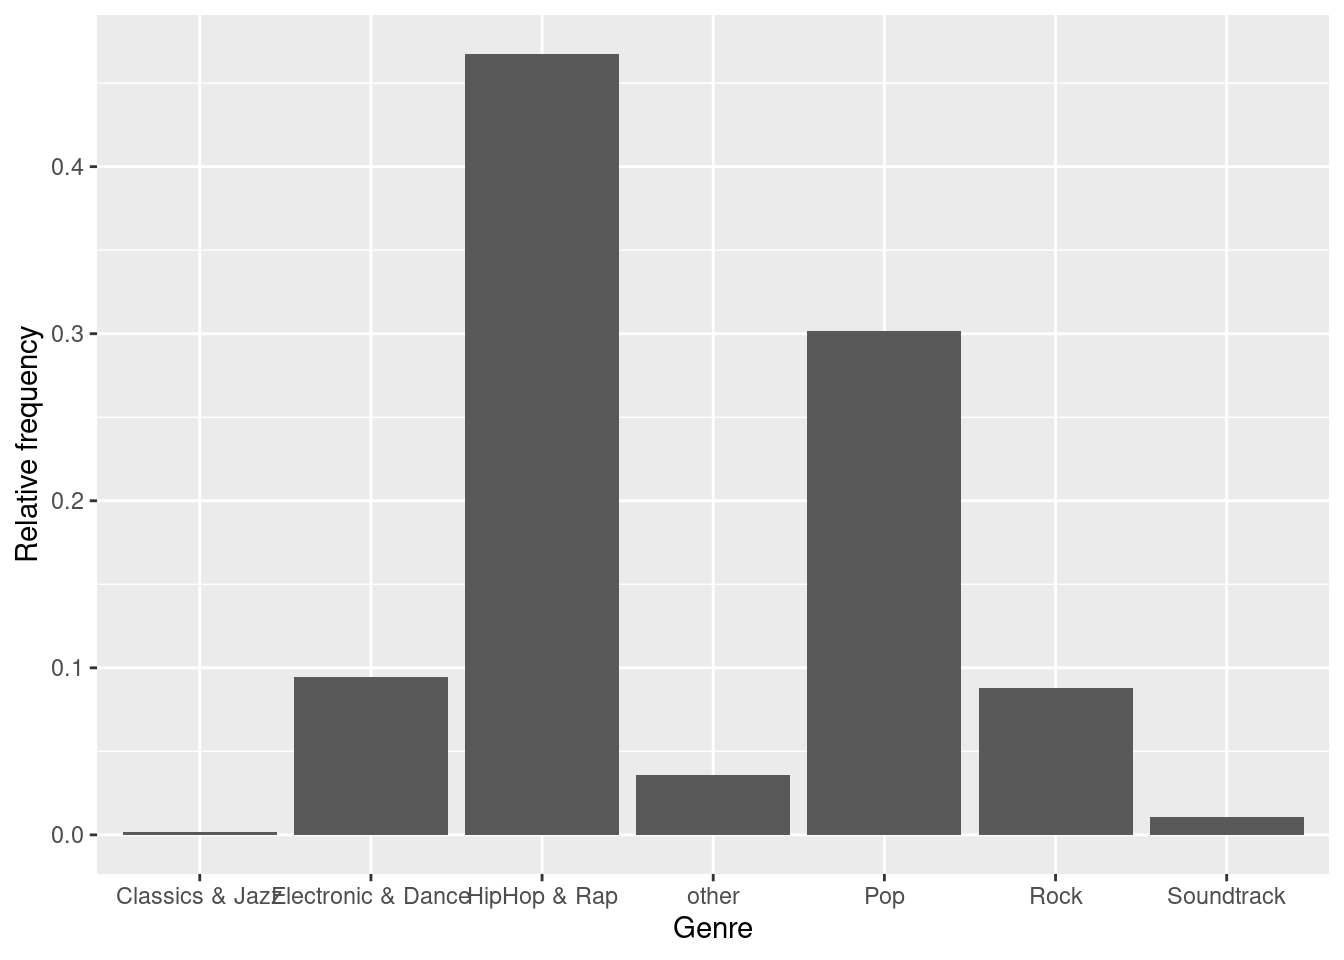 Relative frequency
0.4
0.3
0.2
0.1
0.0
Classics & Jazz Electronic & Dance HipHop & Rap other Pop Rock Soundtrack
Genre